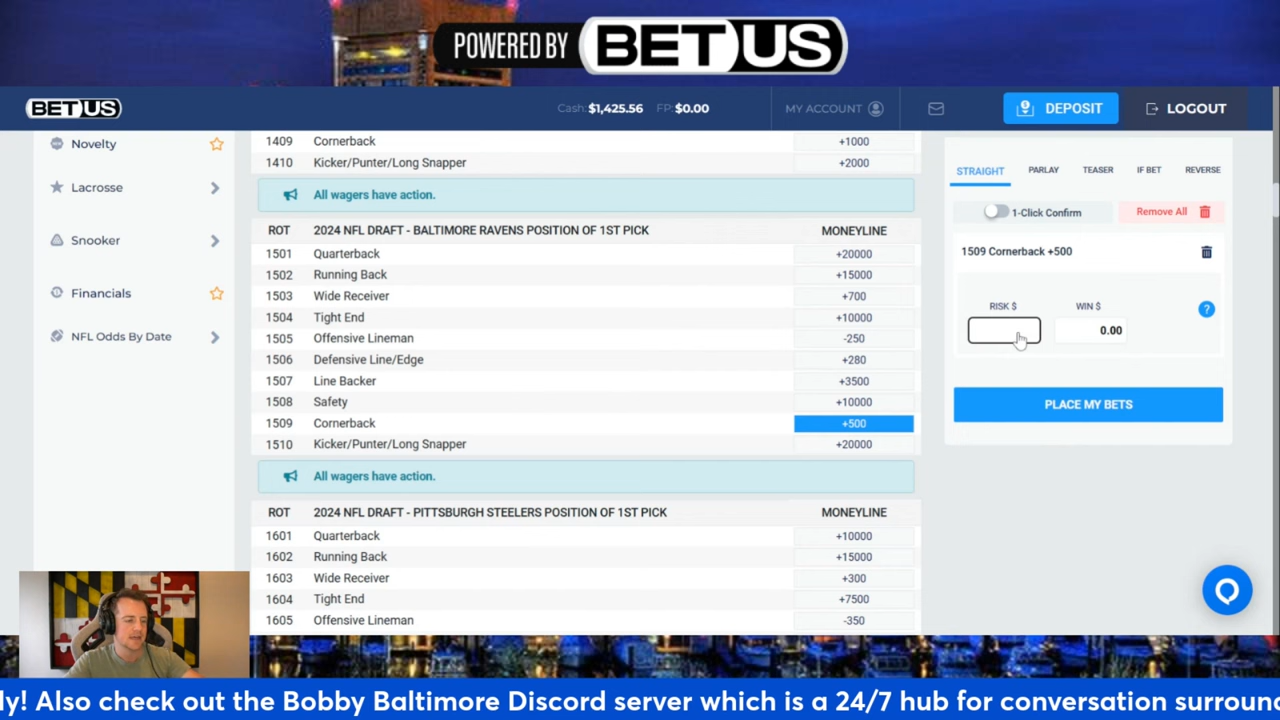 POWERED BY BETUS
BETUS
Cash: $1,425.56 FP: $0.00
MY ACCOUNT
DEPOSIT
LOGOUT
Novelty
Lacrosse
Snooker
Financials
NFL Odds By Date
1409 Cornerback +1000
1410 Kicker/Punter/Long Snapper +2000
All wagers have action.
ROT 2024 NFL DRAFT - BALTIMORE RAVENS POSITION OF 1ST PICK MONEYLINE
1501 Quarterback +20000
1502 Running Back +15000
1503 Wide Receiver +700
1504 Tight End +10000
1505 Offensive Lineman -250
1506 Defensive Line/Edge +280
1507 Line Backer +3500
1508 Safety +10000
1509 Cornerback +500
1510 Kicker/Punter/Long Snapper +20000
All wagers have action.
ROT 2024 NFL DRAFT - PITTSBURGH STEELERS POSITION OF 1ST PICK MONEYLINE
1601 Quarterback +10000
1602 Running Back +15000
1603 Wide Receiver +300
1604 Tight End +7500
1605 Offensive Lineman -350
STRAIGHT PARLAY TEASER IF BET REVERSE
1-Click Confirm Remove All
1509 Cornerback +500
RISK $ WIN $
?
0.00
PLACE MY BETS
ly! Also check out the Bobby Baltimore Discord server which is a 24/7 hub for conversation surroun